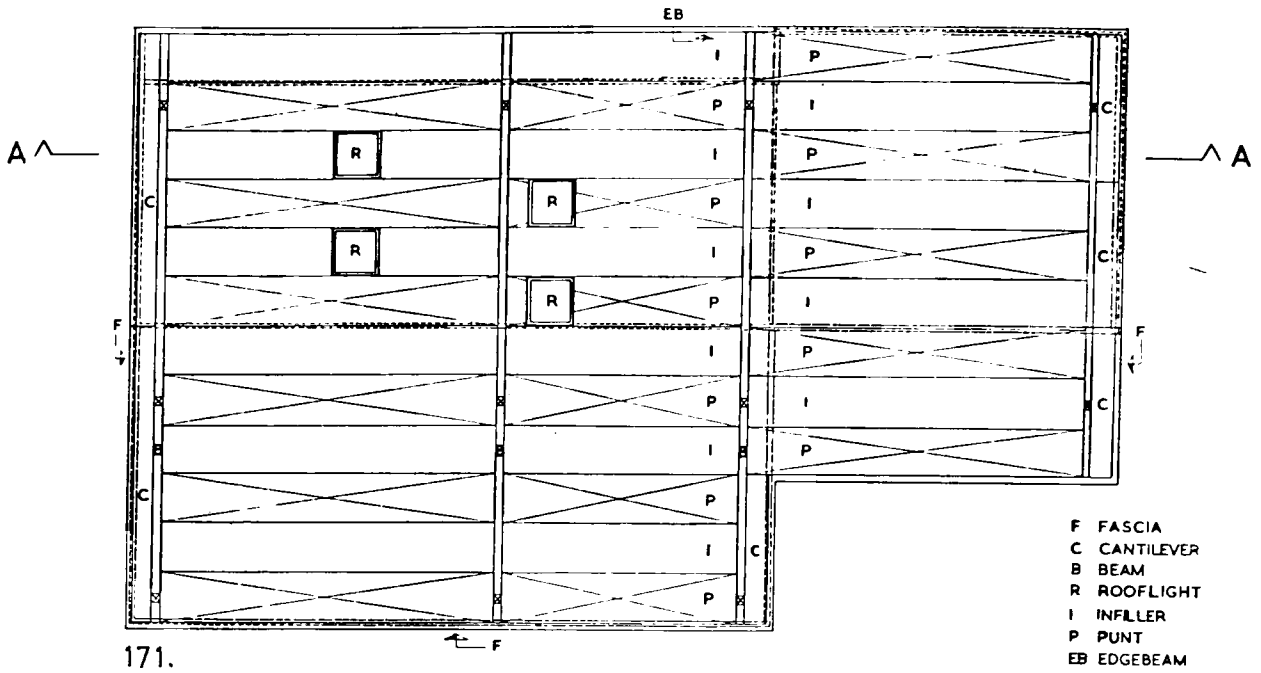 EB
I P
P I C
A R I P A
C R P I
R I P C
R P I
F F
I P
P I C
I P
C P
I C
P
F
171.
F FASCIA
C CANTILEVER
B BEAM
R ROOFLIGHT
I INFILLER
P PUNT
EB EDGEBEAM